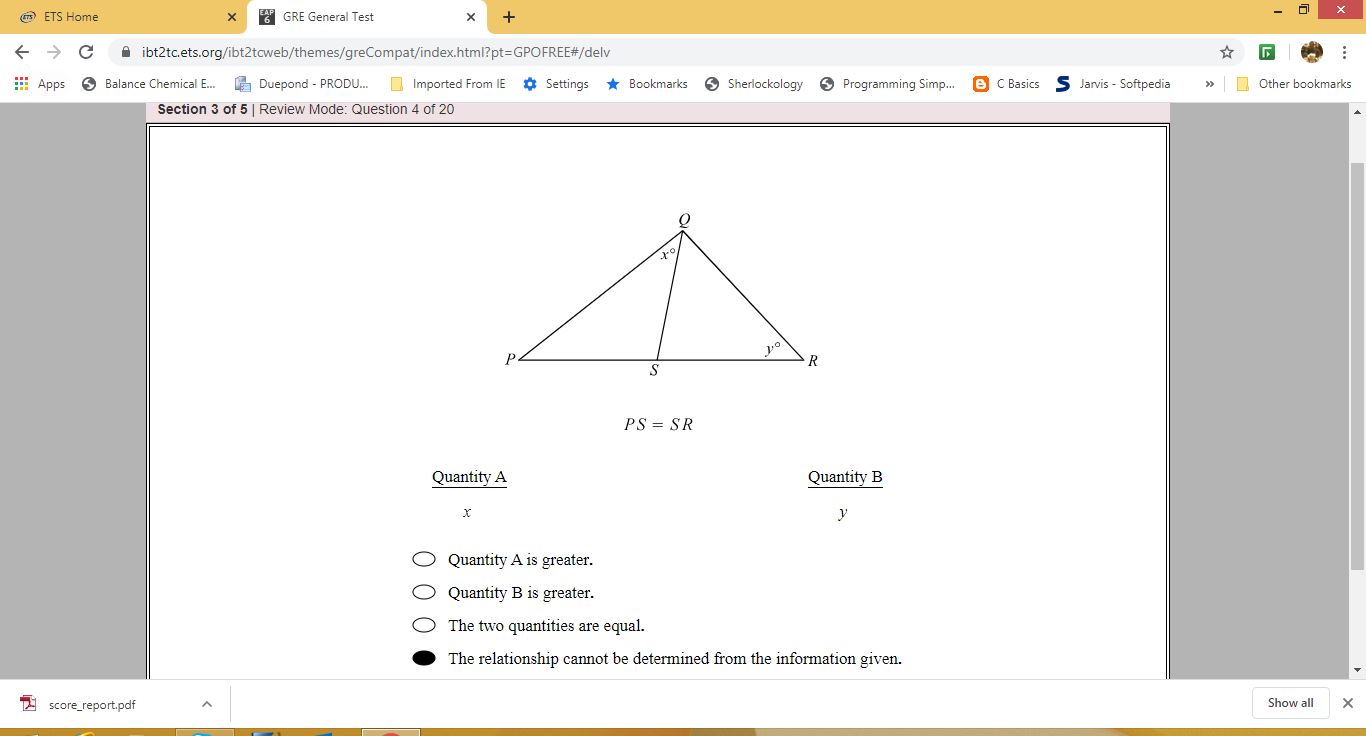 ETS Home
GRE General Test
ibt2tc.ets.org/ibt2tcweb/themes/greCompat/index.html?pt=GPOFREE#/delv
Apps Balance Chemical E... Duepond - PRODU... Imported From IE Settings Bookmarks Sherlockology Programming Simp... C Basics Jarvis - Softpedia » Other bookmarks
Section 3 of 5 | Review Mode: Question 4 of 20
Q
x°
y°
P
S
R
PS = SR
Quantity A Quantity B
x y
Quantity A is greater.
Quantity B is greater.
The two quantities are equal.
The relationship cannot be determined from the information given.
score_report.pdf Show all